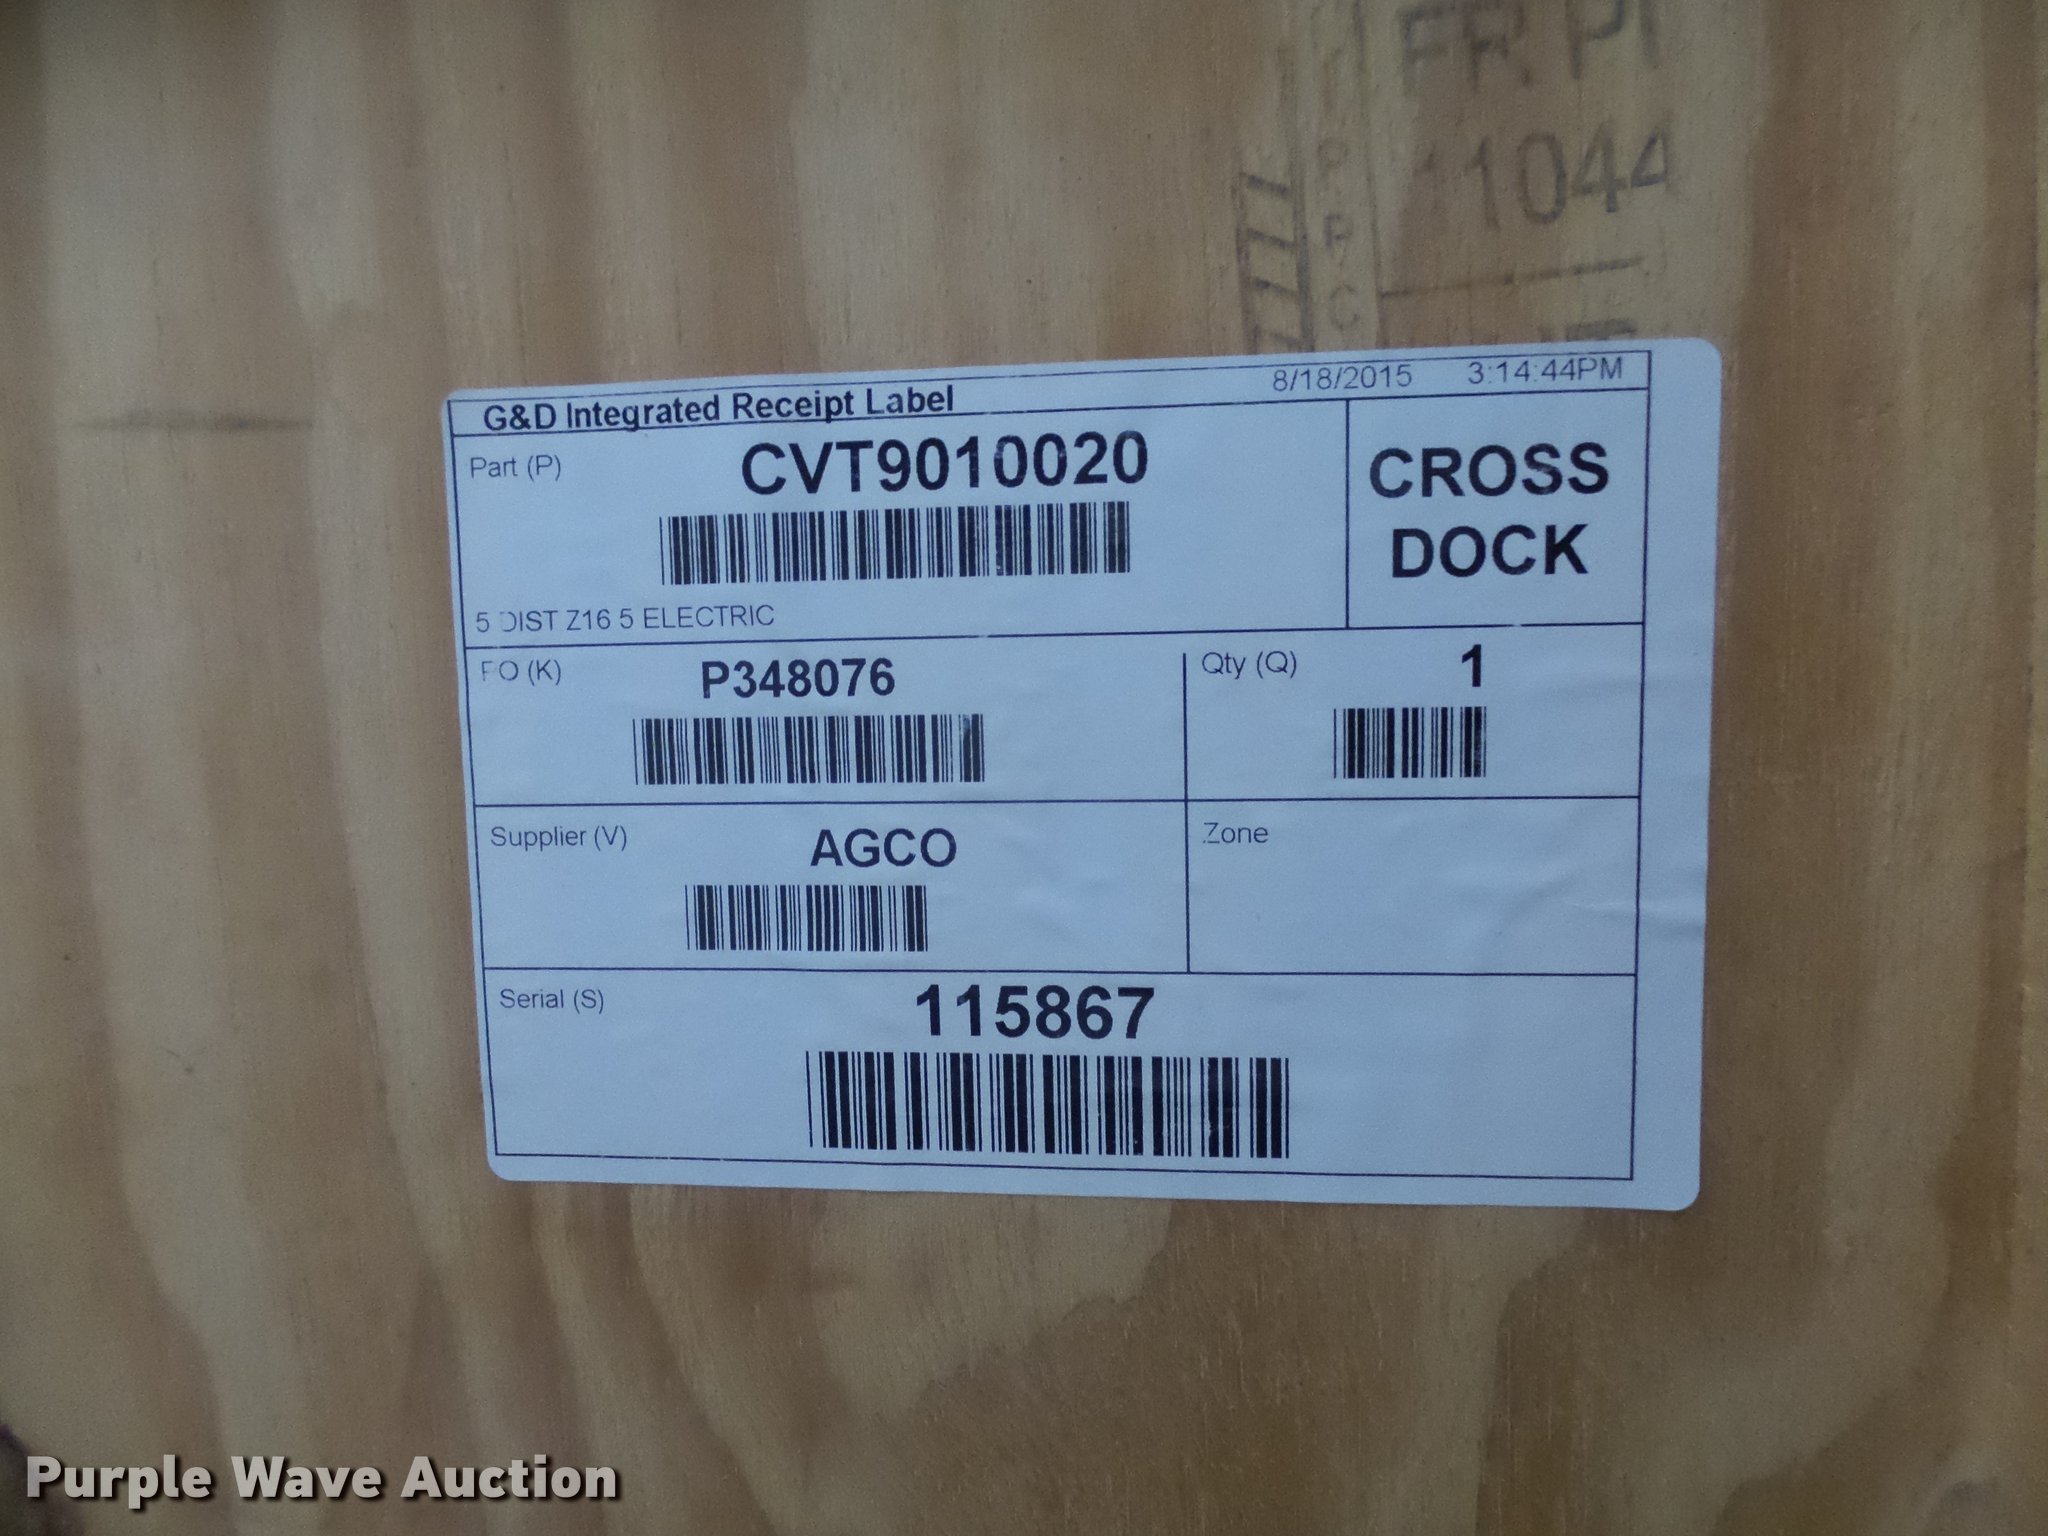 FR PI
11044
P
P
C
G&D Integrated Receipt Label 8/18/2015 3:14:44PM
Part (P) CVT9010020
CROSS
DOCK
5 DIST Z16 5 ELECTRIC
PO (K) P348076
Qty (Q) 1
Supplier (V) AGCO
Zone
Serial (S) 115867
Purple Wave Auction